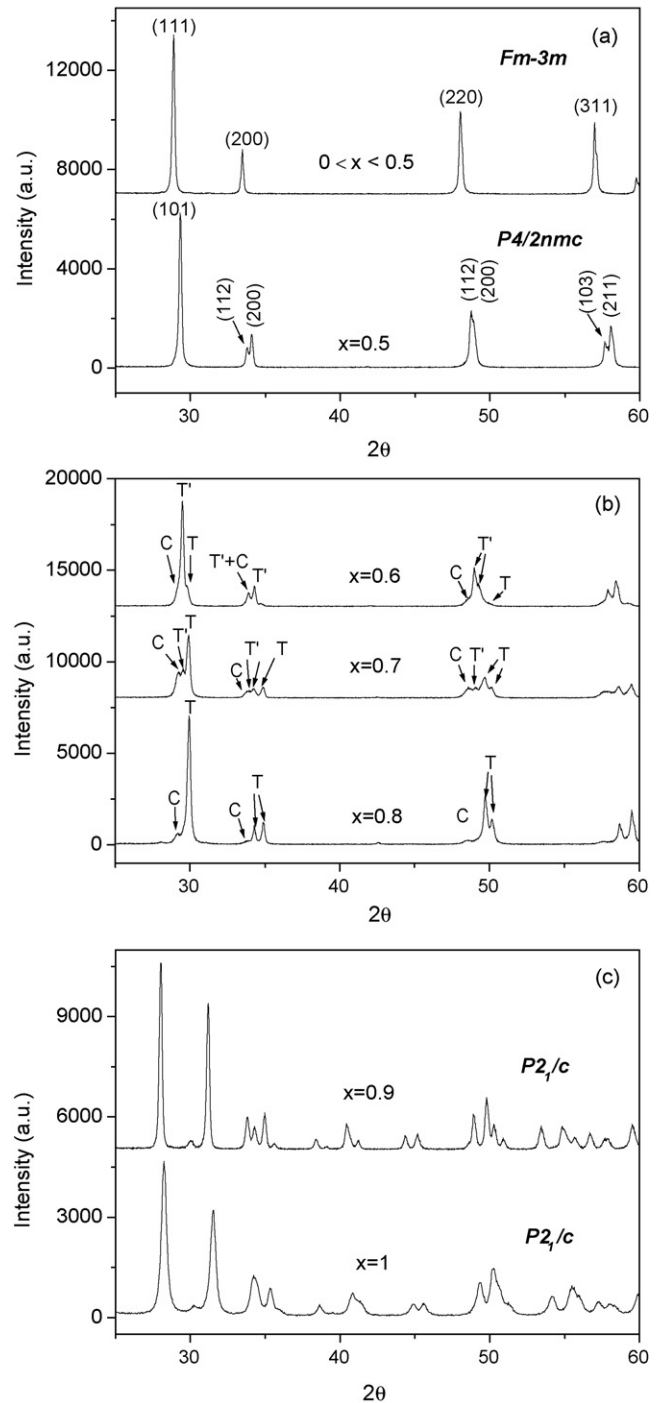 (a)
(111)
Fm-3m
12000
(220)
(311)
(200)
8000
0 < x < 0.5
(101)
P4/2nmc
(112)
(200)
(112)
(200)
(103)
(211)
4000
x=0.5
0
Intensity (a.u.)
30
40
50
60
2θ
20000
(b)
T'
C
T
T'+C
T'
x=0.6
C
T'
T
15000
C
T'
T
C
T'
T
x=0.7
C
T'
T
10000
T
C
C
T
x=0.8
C
T
5000
0
Intensity (a.u.)
30
40
50
60
2θ
(c)
9000
x=0.9
P21/c
6000
3000
x=1
P21/c
0
Intensity (a.u.)
30
40
50
60
2θ